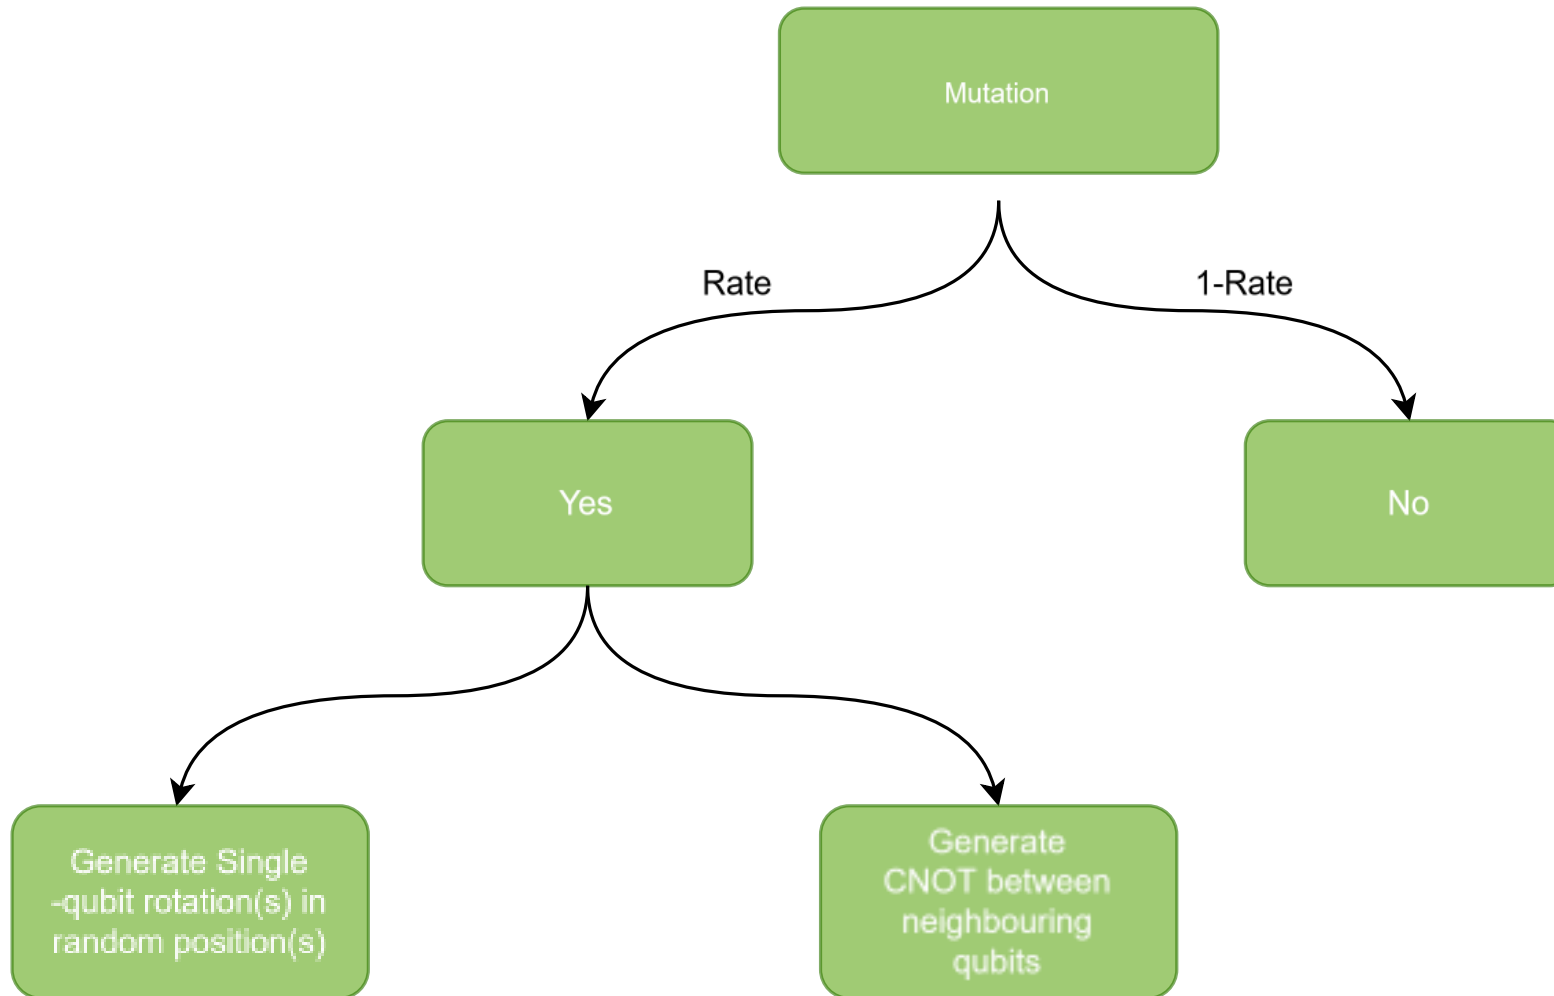 Mutation
Rate
1-Rate
Yes
No
Generate Single
-qubit rotation(s) in
random position(s)
Generate
CNOT between
neighbouring
qubits